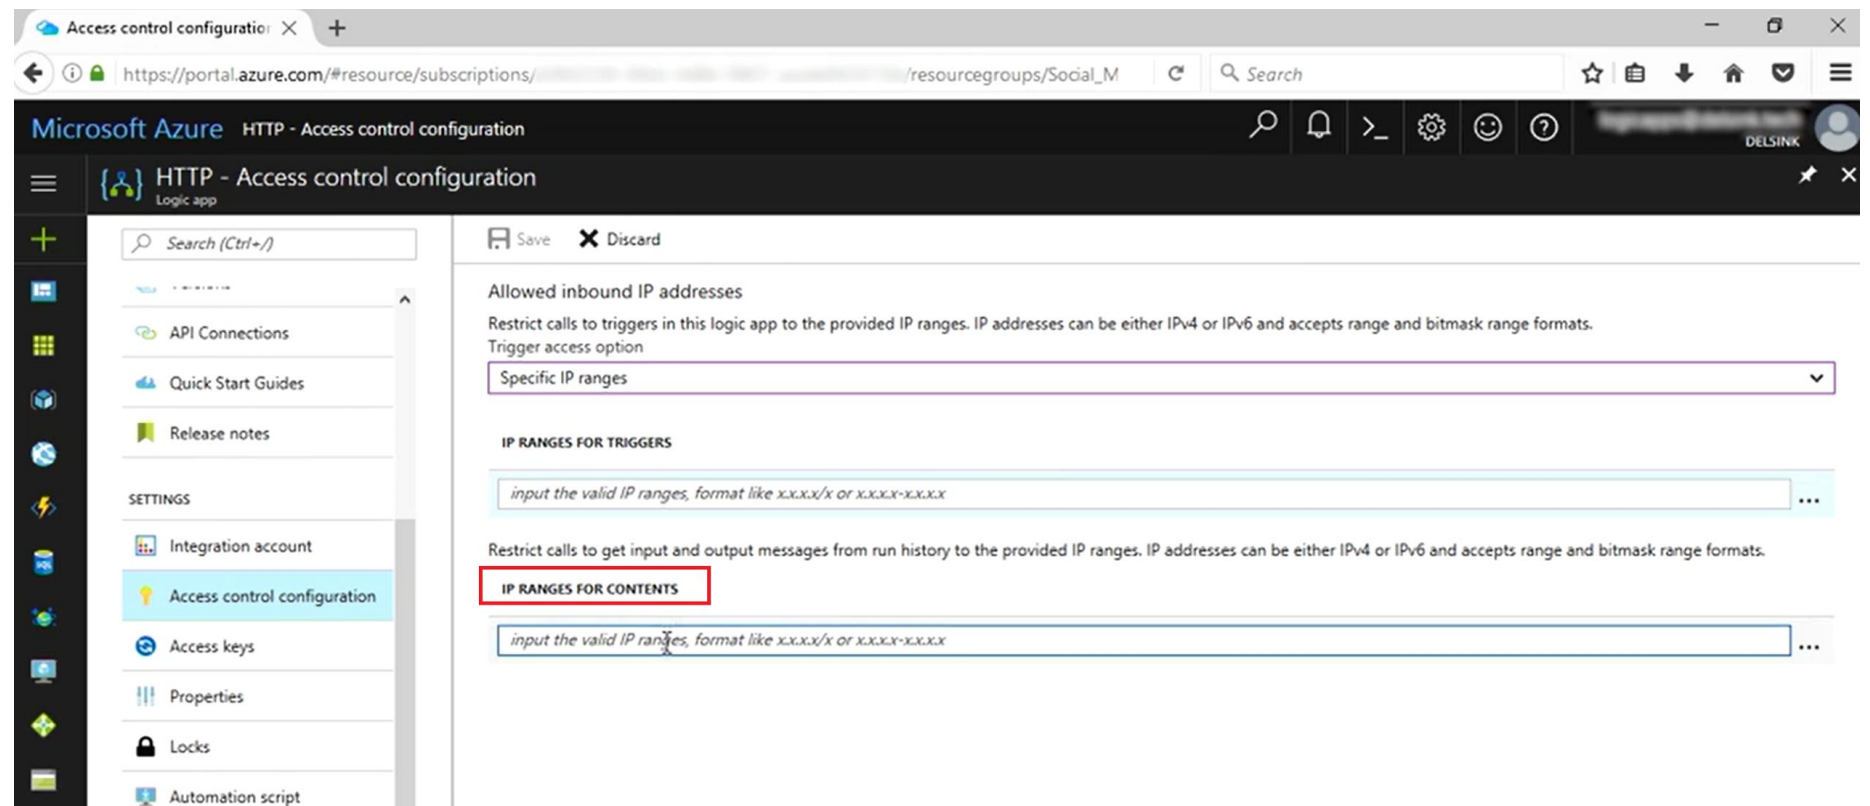 Access control configuration
https://portal.azure.com/#resource/subscriptions/ /resourcegroups/Social_M
Search
Microsoft Azure HTTP - Access control configuration
DELSINK
HTTP - Access control configuration
Logic app
Search (Ctrl+/)
API Connections
Quick Start Guides
Release notes
SETTINGS
Integration account
Access control configuration
Access keys
Properties
Locks
Automation script
Save Discard
Allowed inbound IP addresses
Restrict calls to triggers in this logic app to the provided IP ranges. IP addresses can be either IPv4 or IPv6 and accepts range and bitmask range formats.
Trigger access option
Specific IP ranges
IP RANGES FOR TRIGGERS
input the valid IP ranges, format like x.x.x.x/x or x.x.x.x-x.x.x.x
Restrict calls to get input and output messages from run history to the provided IP ranges. IP addresses can be either IPv4 or IPv6 and accepts range and bitmask range formats.
IP RANGES FOR CONTENTS
input the valid IP ranges, format like x.x.x.x/x or x.x.x.x-x.x.x.x